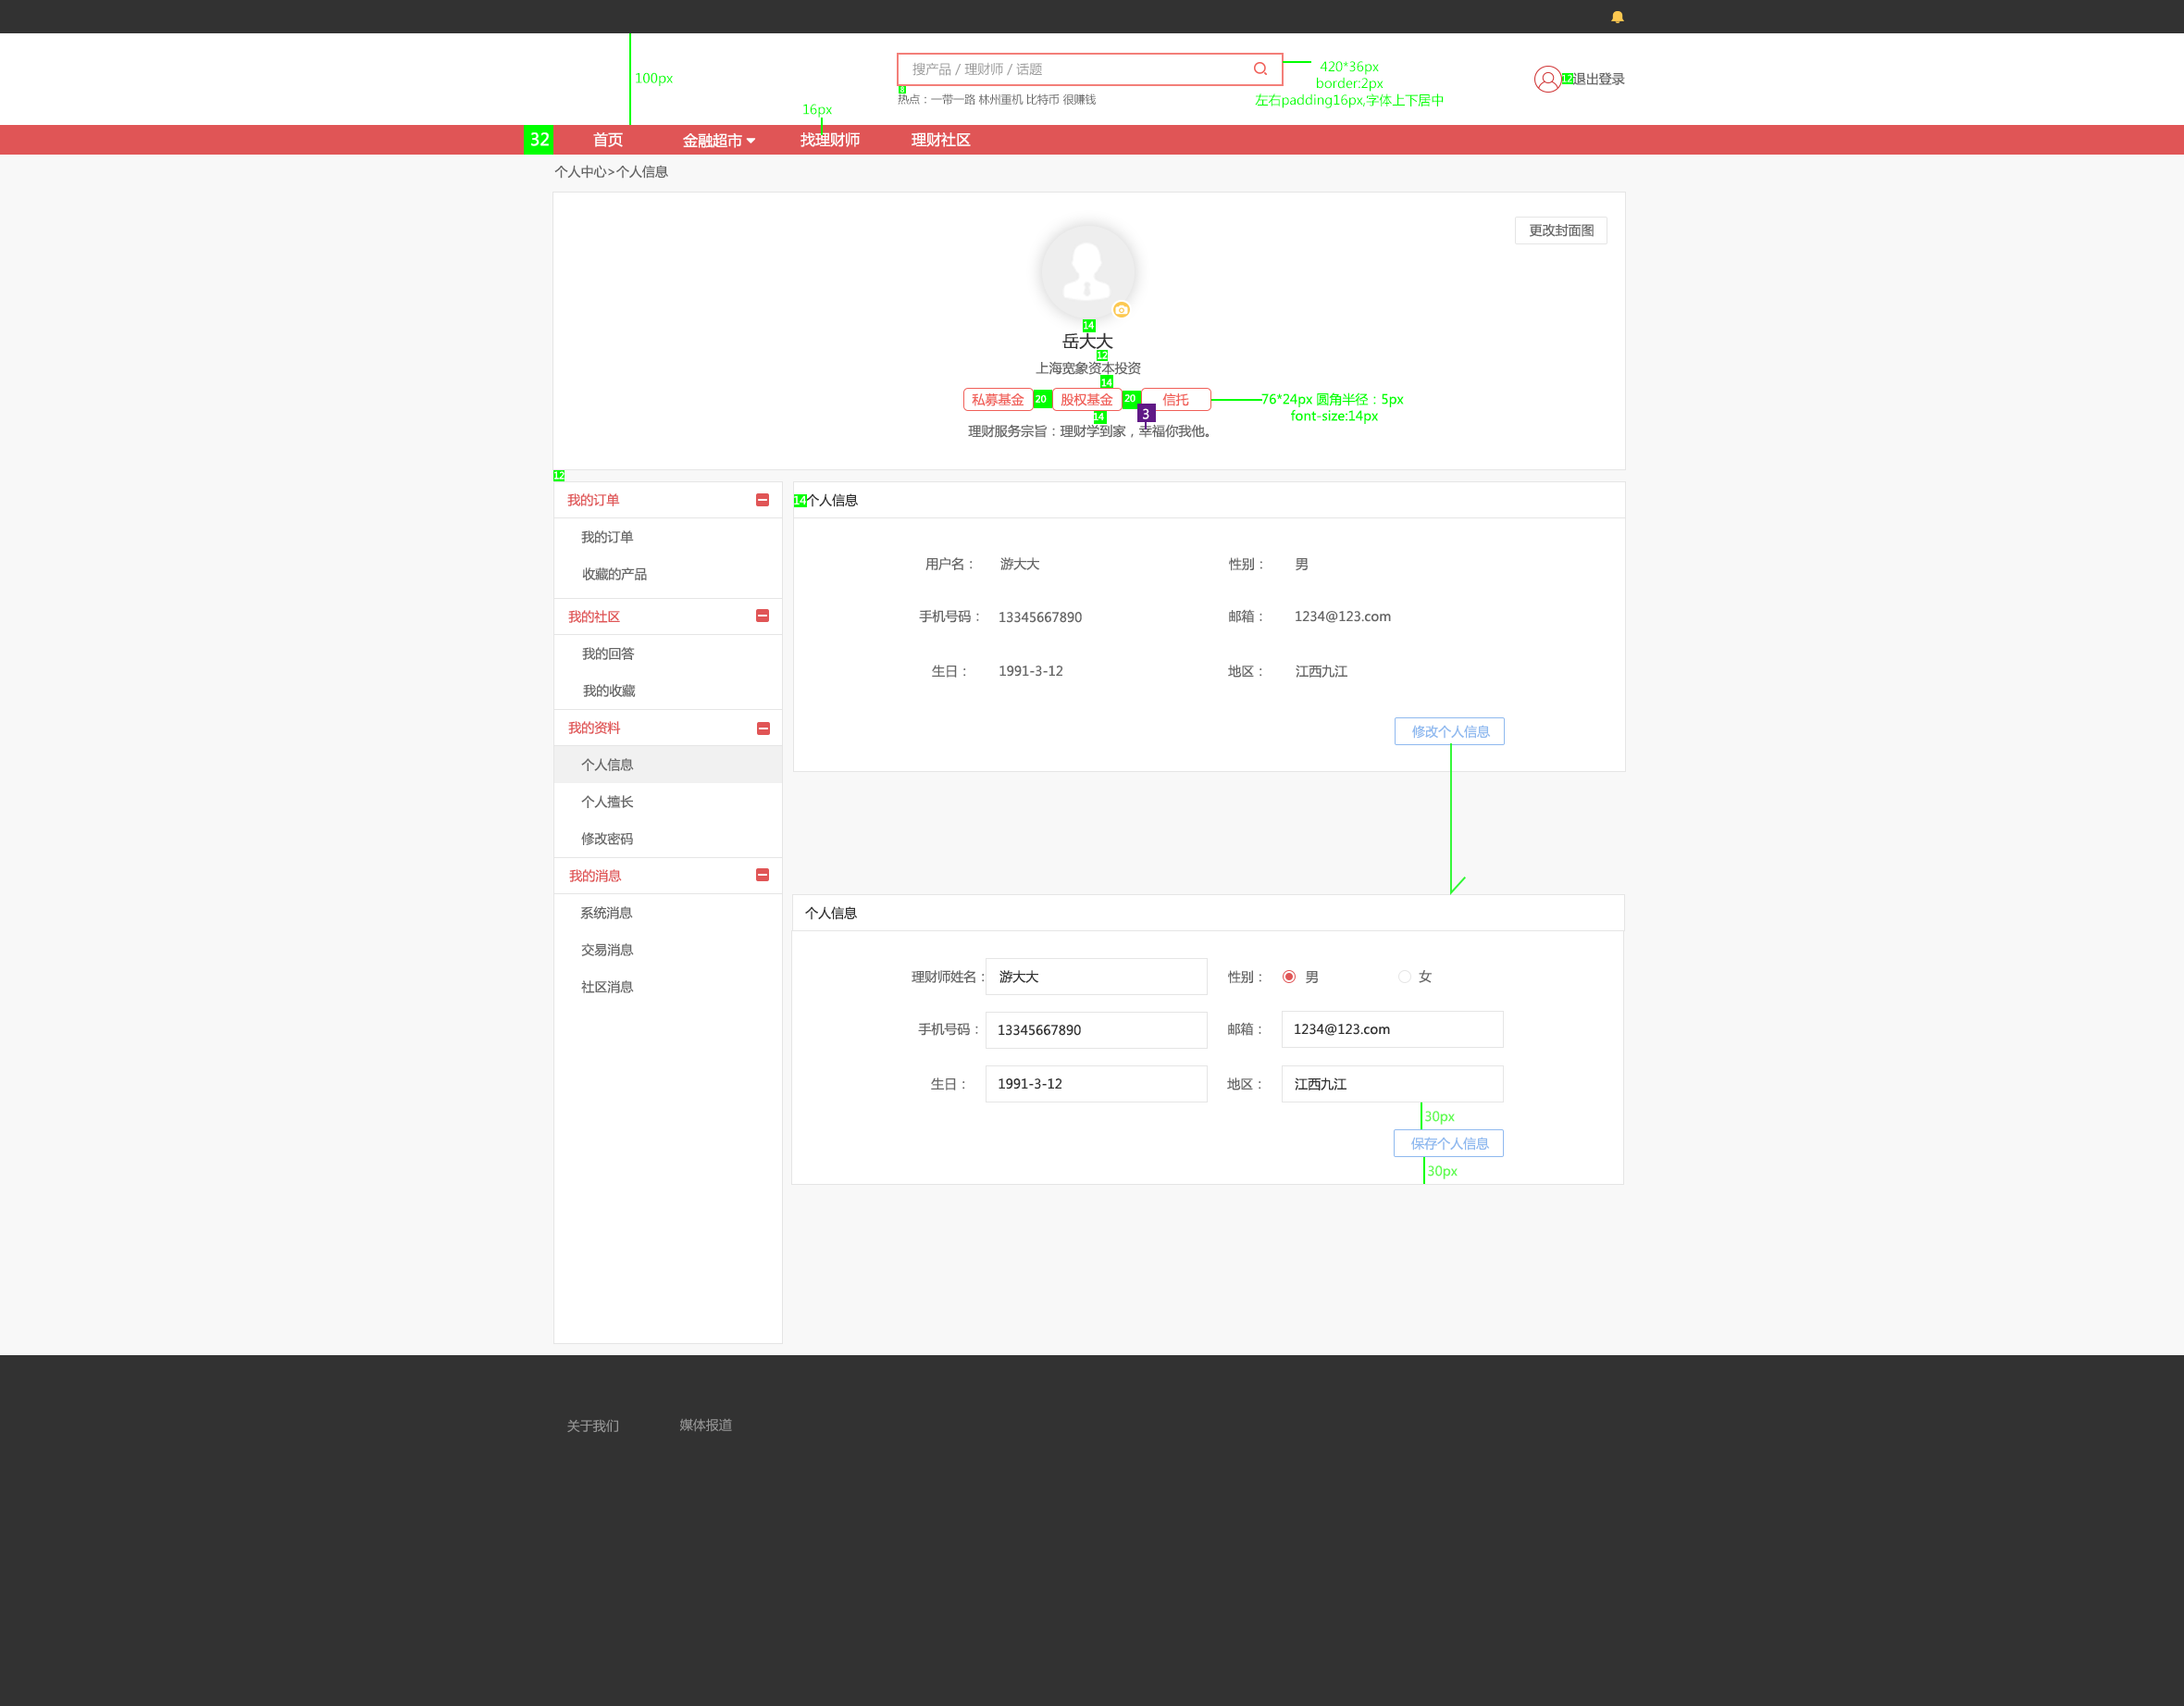 100px
搜产品 / 理财师 / 话题
420*36px
border:2px
左右padding16px,字体上下居中
12
退出登录
8
热点：一带一路 林州重机 比特币 很赚钱
16px
32
首页
金融超市
找理财师
理财社区
个人中心>个人信息
更改封面图
14
岳大大
12
上海宽象资本投资
14
私募基金
20
股权基金
20
信托
76*24px 圆角半径：5px
font-size:14px
3
14
理财服务宗旨：理财学到家，幸福你我他。
12
我的订单
我的订单
收藏的产品
我的社区
我的回答
我的收藏
我的资料
个人信息
个人擅长
修改密码
我的消息
系统消息
交易消息
社区消息
14
个人信息
用户名：
游大大
性别：
男
手机号码：
13345667890
邮箱：
1234@123.com
生日：
1991-3-12
地区：
江西九江
修改个人信息
个人信息
理财师姓名：
游大大
性别：
男
女
手机号码：
13345667890
邮箱：
1234@123.com
生日：
1991-3-12
地区：
江西九江
30px
保存个人信息
30px
关于我们
媒体报道